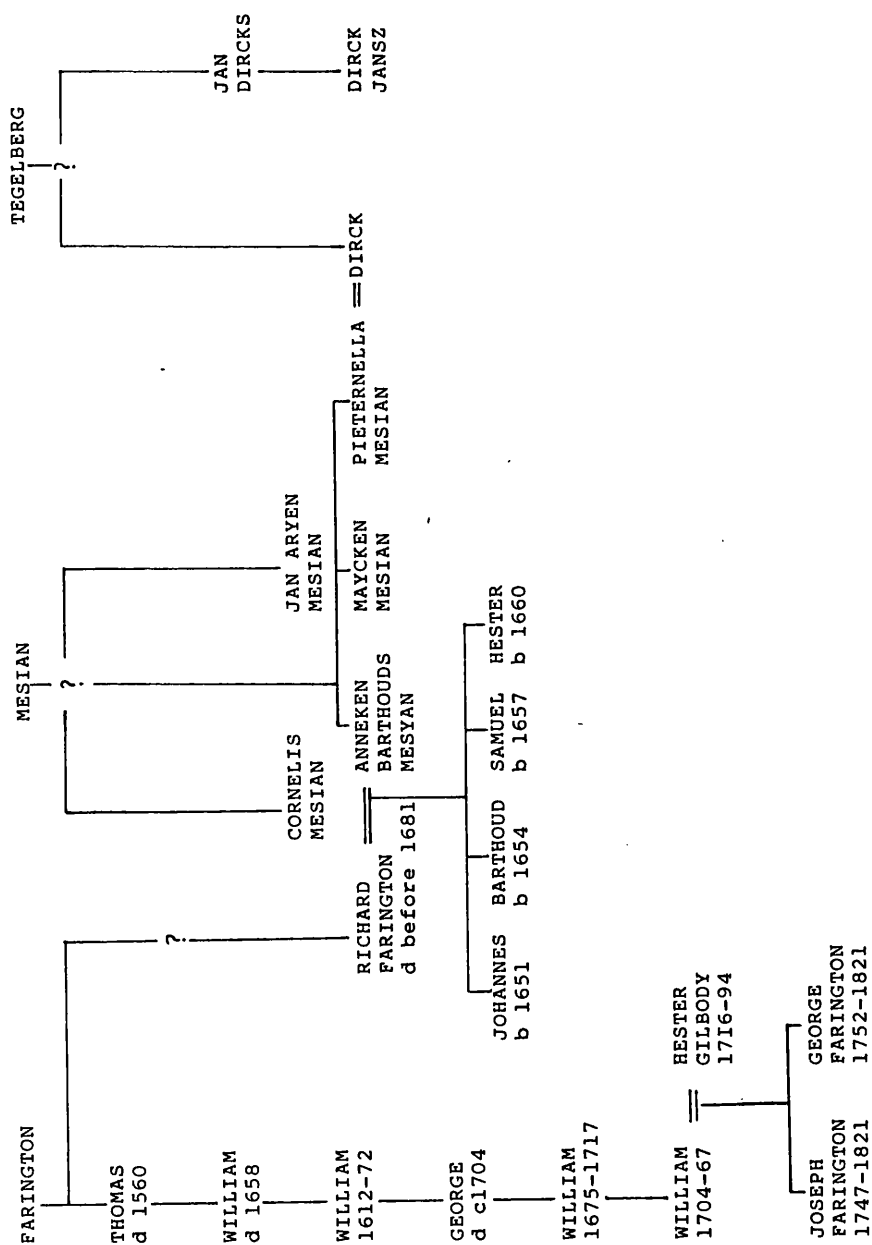 FARINGTON
THOMAS
d 1560
WILLIAM
d 1658
WILLIAM
1612-72
GEORGE
d c1704
WILLIAM
1675-1717
WILLIAM
1704-67
HESTER
GILBODY
1716-94
JOSEPH
FARINGTON
1747-1821
GEORGE
FARINGTON
1752-1821
?
RICHARD
FARINGTON
d before 1681
MESIAN
?
CORNELIS
MESIAN
JAN ARYEN
MESIAN
ANNEKEN
BARTHOUDS
MESYAN
MAYCKEN
MESIAN
PIETERNELLA
MESIAN
JOHANNES
b 1651
BARTHOUD
b 1654
SAMUEL
b 1657
HESTER
b 1660
TEGELBERG
?
DIRCK
JAN
DIRCKS
DIRCK
JANSZ